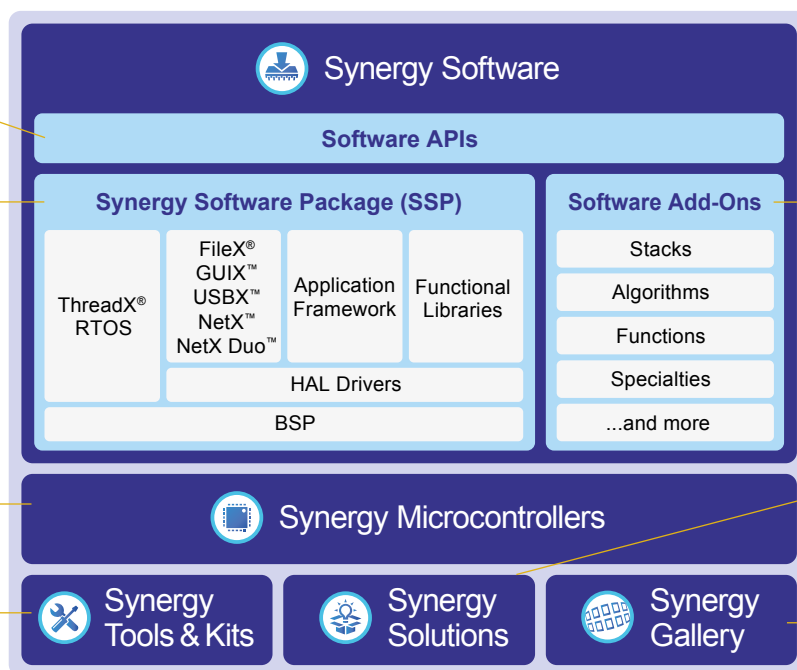 Synergy Software
Software APIs
Synergy Software Package (SSP)
ThreadX®
RTOS
FileX®
GUIX™
USBX™
NetX™
NetX Duo™
Application
Framework
Functional
Libraries
HAL Drivers
BSP
Software Add-Ons
Stacks
Algorithms
Functions
Specialties
...and more
Synergy Microcontrollers
Synergy
Tools & Kits
Synergy
Solutions
Synergy
Gallery